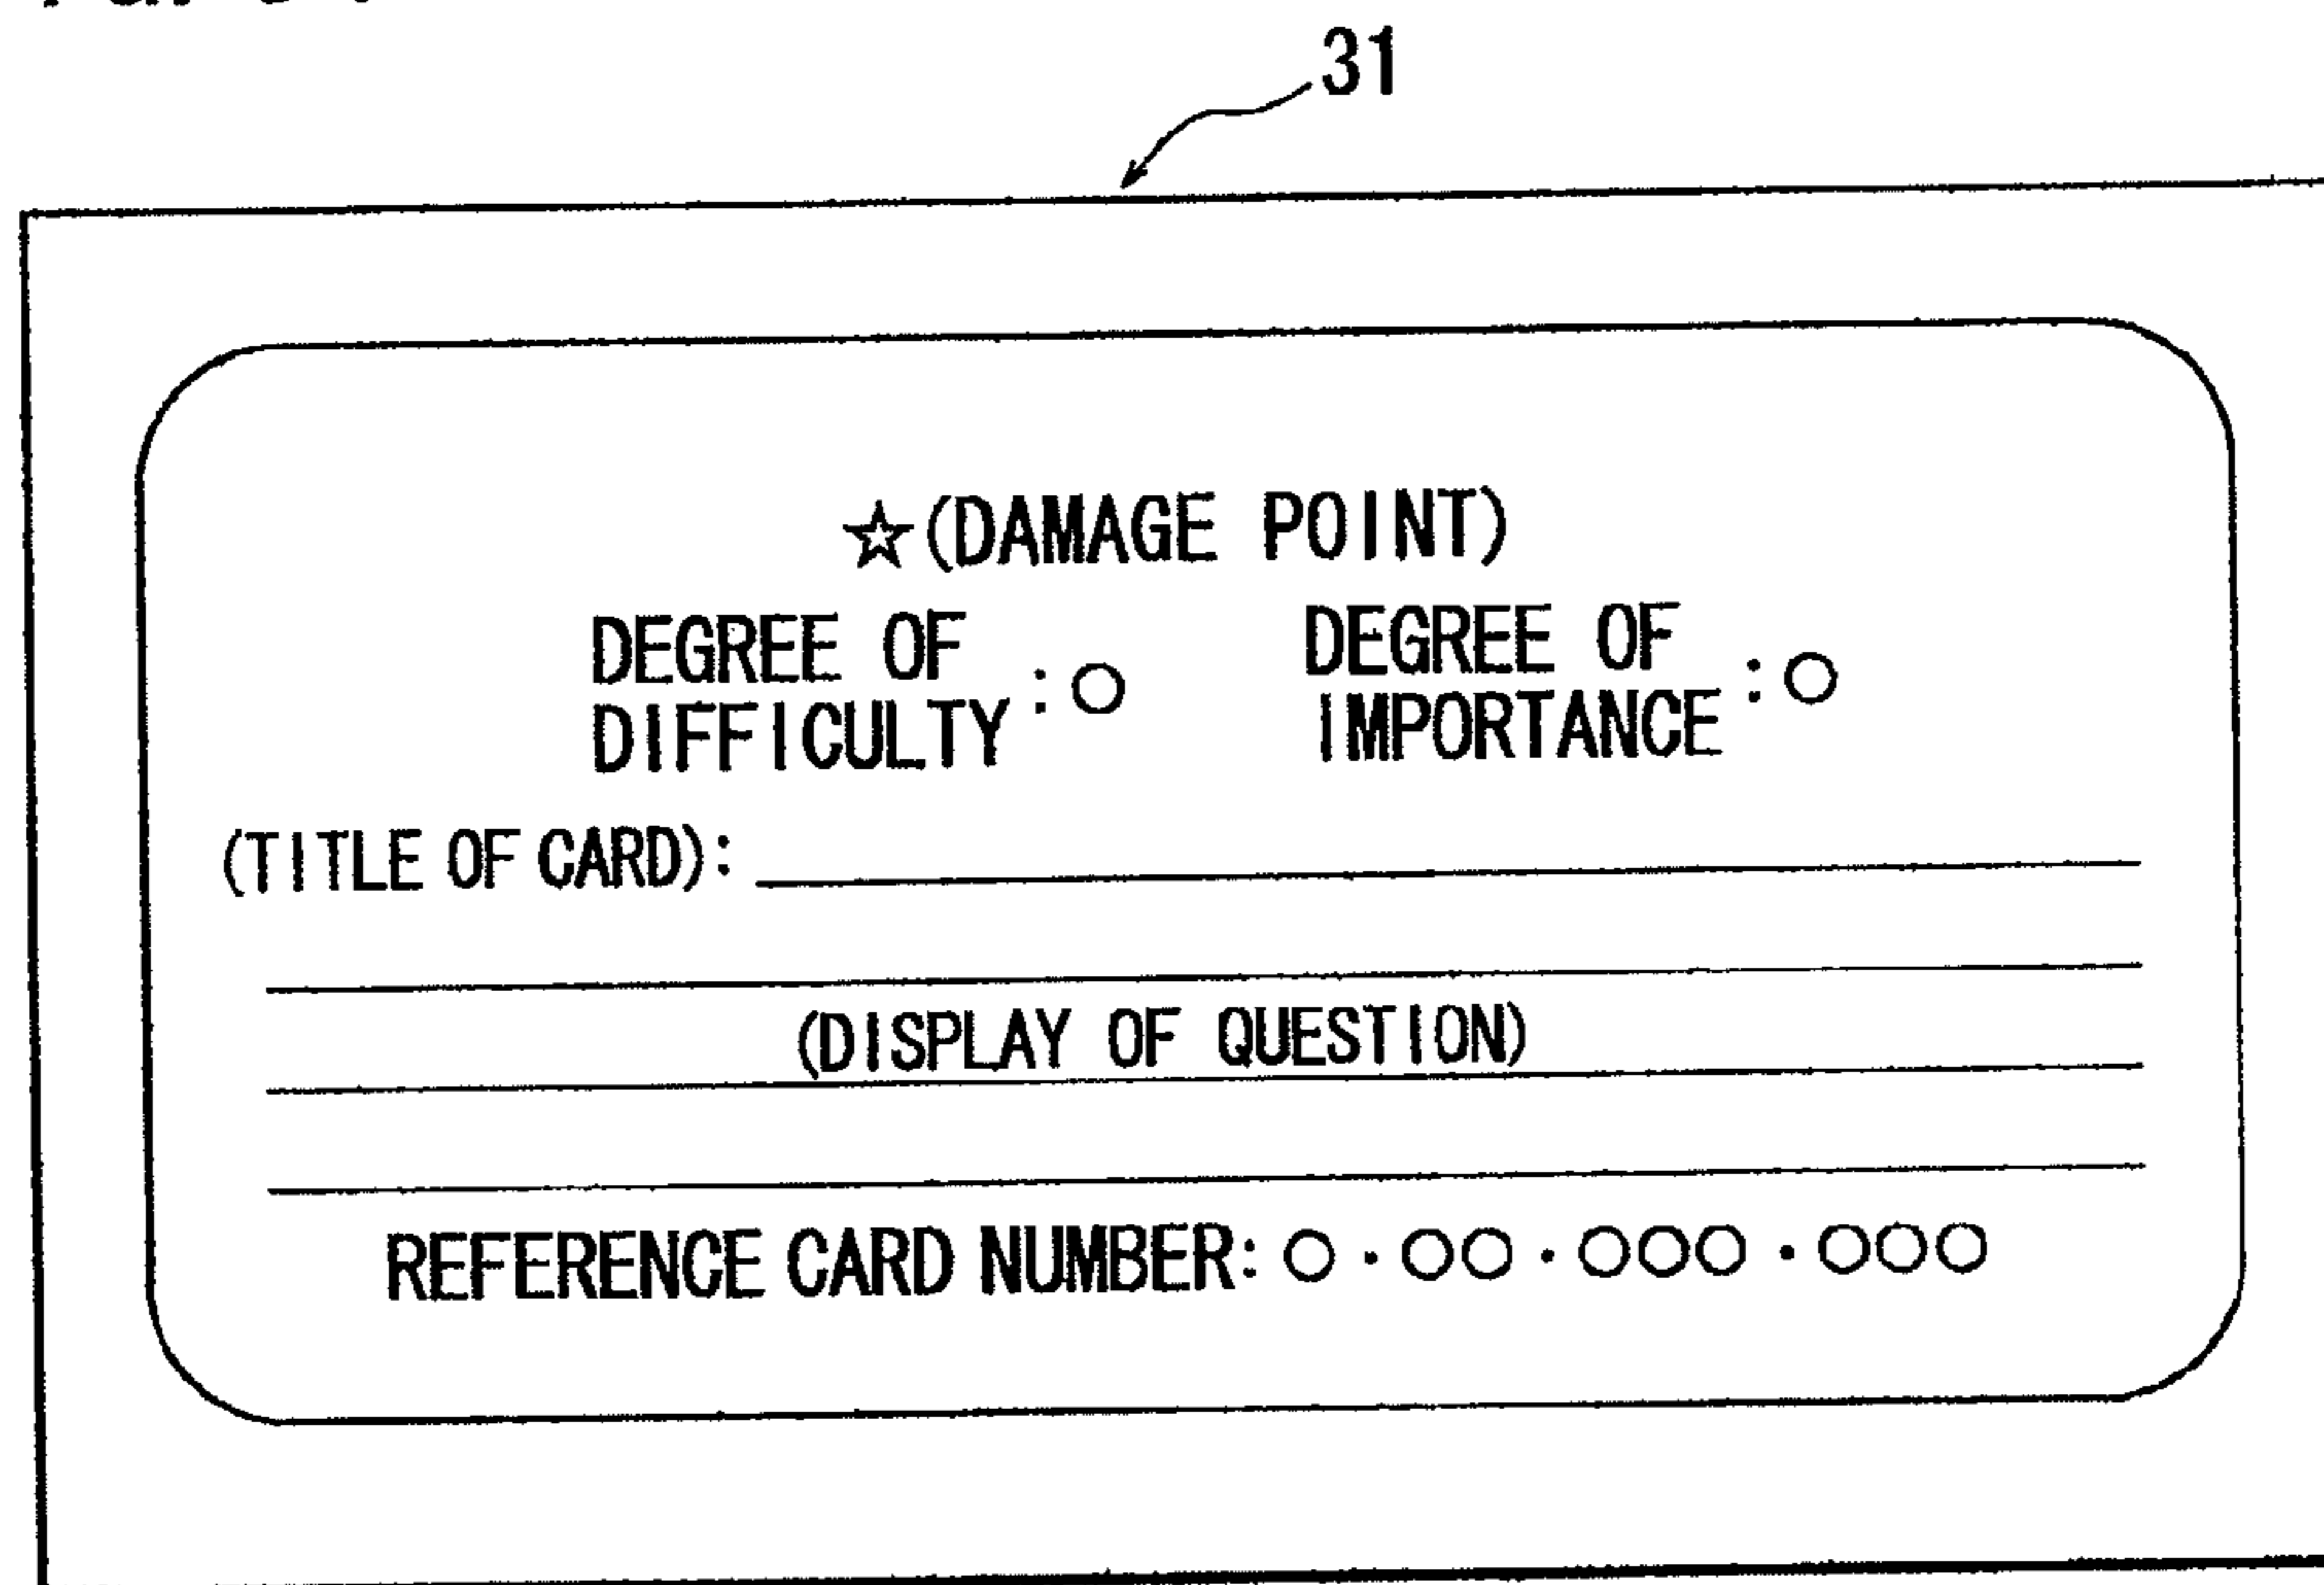 31
☆(DAMAGE POINT)
DEGREE OF DIFFICULTY :○ DEGREE OF IMPORTANCE :○
(TITLE OF CARD):
(DISPLAY OF QUESTION)
REFERENCE CARD NUMBER:○・○○・○○○・○○○